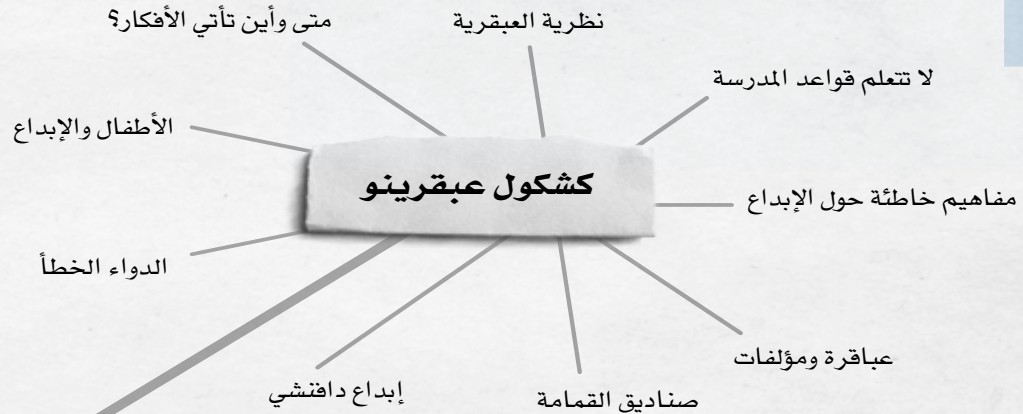 نظرية العبقرية
متى وأين تأتي الأفكار؟
لا تتعلم قواعد المدرسة
الأطفال والإبداع
كشكول عبقرينو
مفاهيم خاطئة حول الإبداع
الدواء الخطأ
عباقرة ومؤلفات
إبداع دافنشي
صناديق القمامة